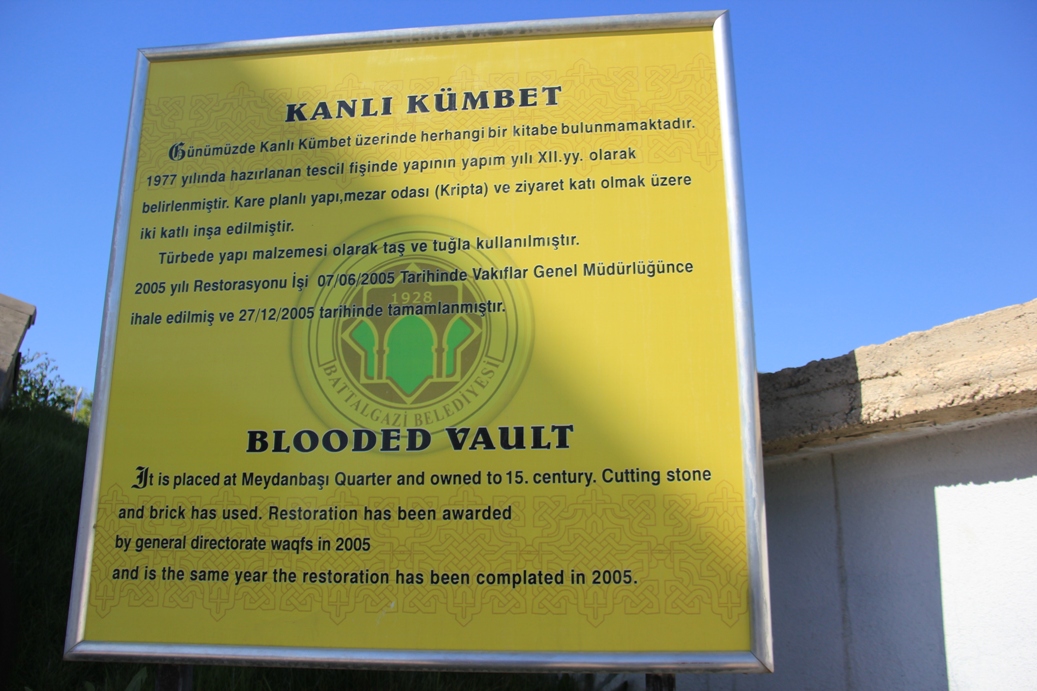 KANLI KÜMBET
Günümüzde Kanlı Kümbet üzerinde herhangi bir kitabe bulunmamaktadır.
1977 yılında hazırlanan tescil fişinde yapının yapım yılı XII.yy. olarak
belirlenmiştir. Kare planlı yapı,mezar odası (Kripta) ve ziyaret katı olmak üzere
iki katlı inşa edilmiştir.
Türbede yapı malzemesi olarak taş ve tuğla kullanılmıştır.
2005 yılı Restorasyonu İşi 07/06/2005 Tarihinde Vakıflar Genel Müdürlüğünce
ihale edilmiş ve 27/12/2005 tarihinde tamamlanmıştır.
1928
BATTALGAZİ BELEDİYESİ
BLOODED VAULT
It is placed at Meydanbaşı Quarter and owned to 15. century. Cutting stone
and brick has used. Restoration has been awarded
by general directorate waqfs in 2005
and is the same year the restoration has been complated in 2005.